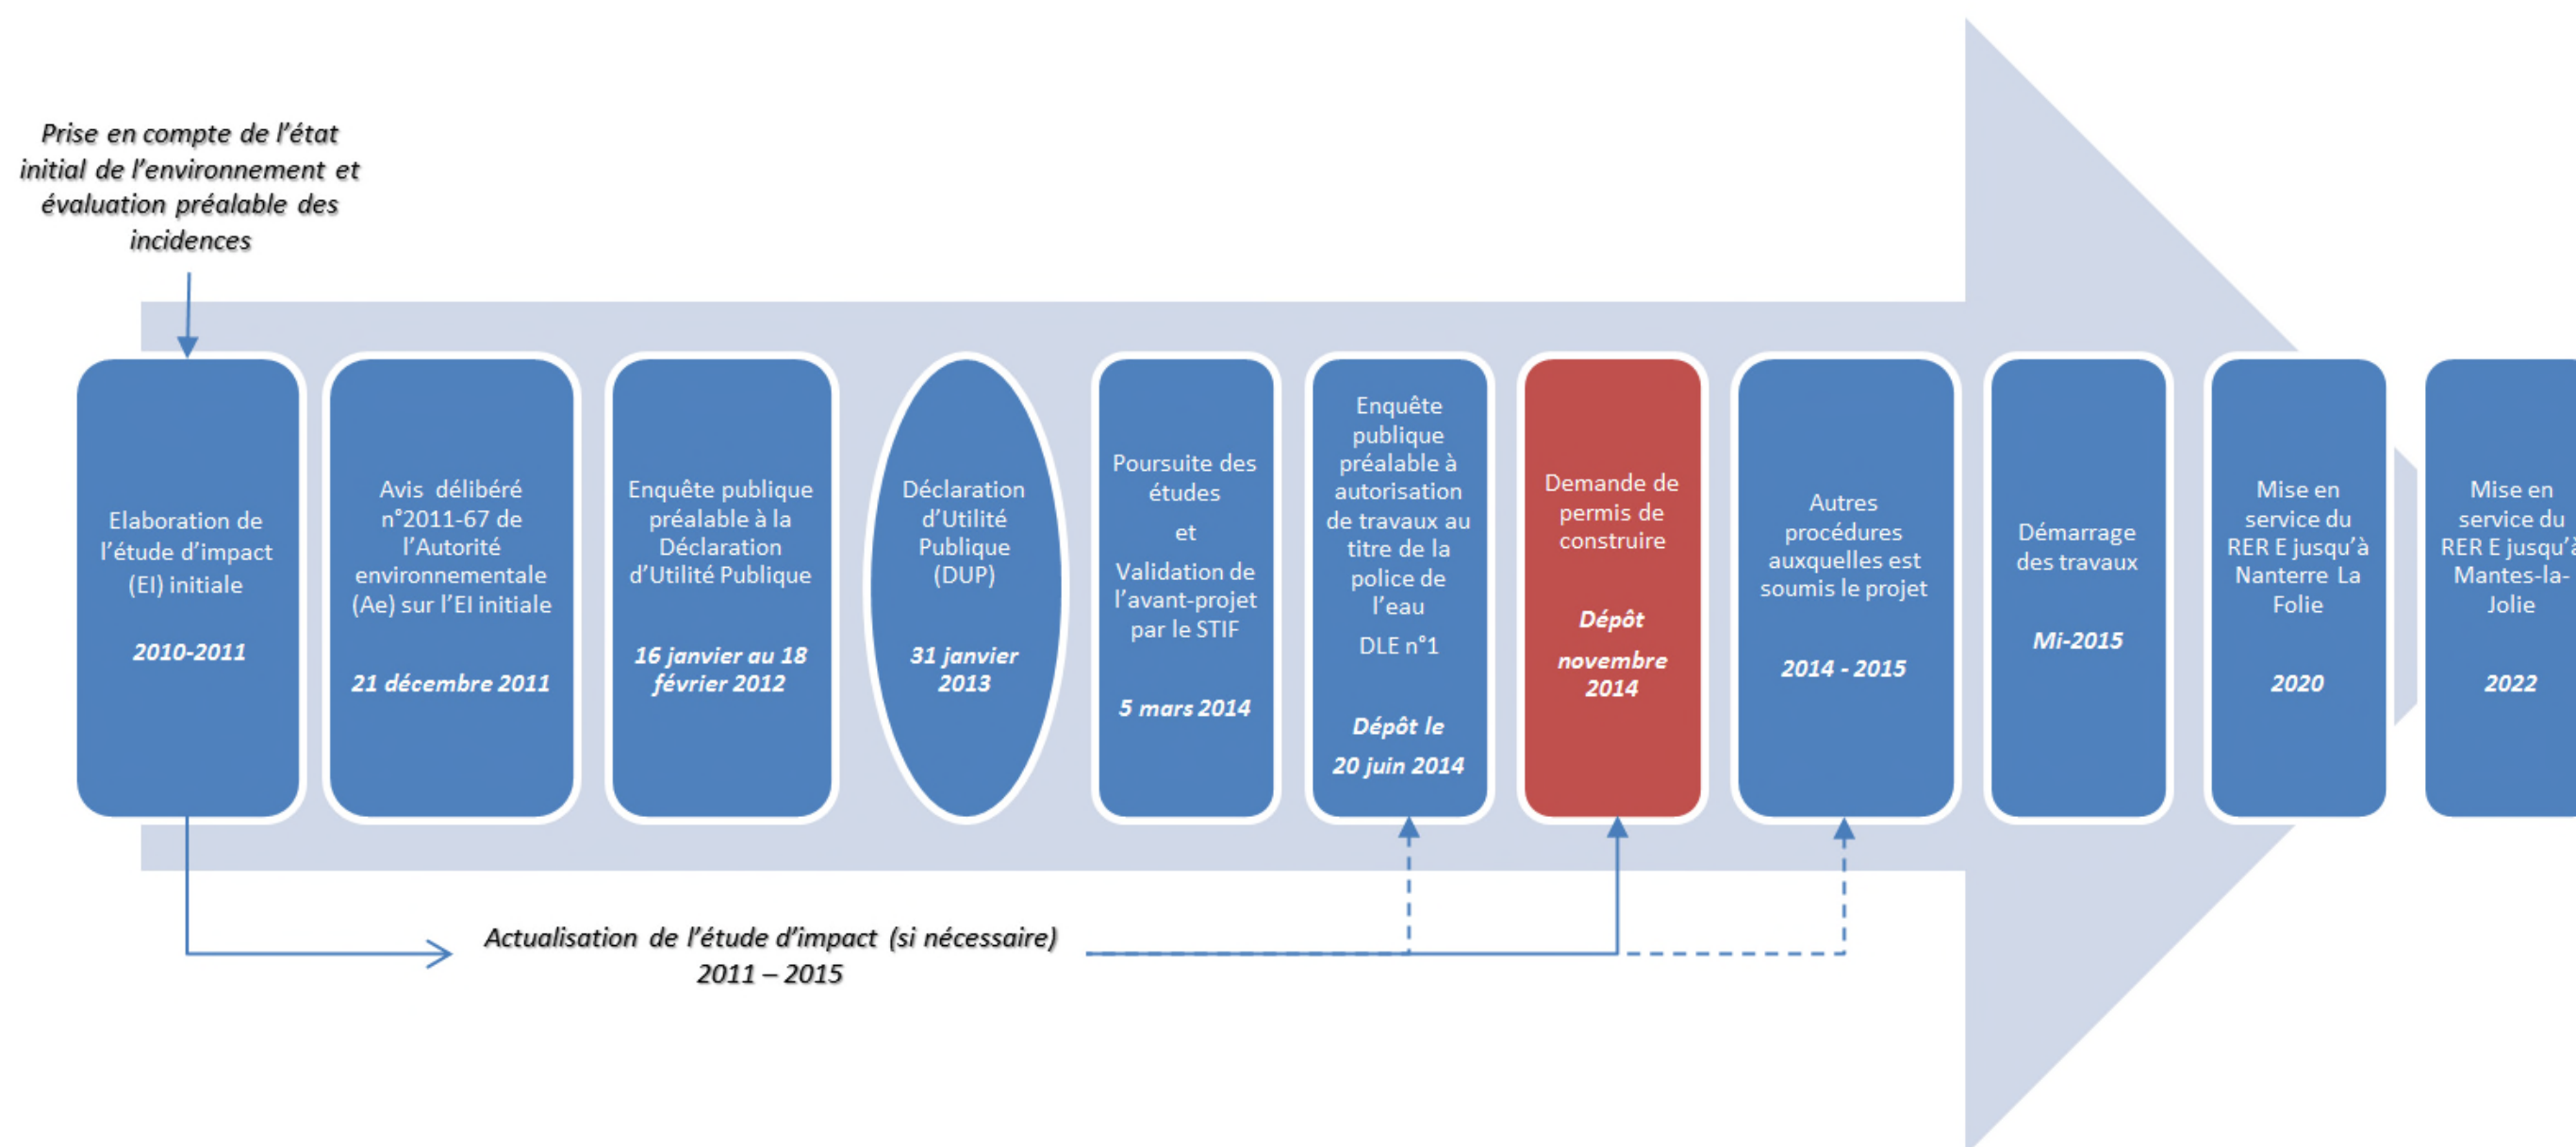 Prise en compte de l'état
initial de l'environnement et
évaluation préalable des
incidences
Elaboration de
l'étude d'impact
(EI) initiale
2010-2011
Avis délibéré
n°2011-67 de
l'Autorité
environnementale
(Ae) sur l'EI initiale
21 décembre 2011
Enquête publique
préalable à la
Déclaration
d'Utilité Publique
16 janvier au 18
février 2012
Déclaration
d'Utilité
Publique
(DUP)
31 janvier
2013
Poursuite des
études
et
Validation de
l'avant-projet
par le STIF
5 mars 2014
Enquête
publique
préalable à
autorisation
de travaux au
titre de la
police de
l'eau
DLE n°1
Dépôt le
20 juin 2014
Demande de
permis de
construire
Dépôt
novembre
2014
Autres
procédures
auxquelles est
soumis le projet
2014 - 2015
Démarrage
des travaux
Mi-2015
Mise en
service du
RER E jusqu'à
Nanterre La
Folie
2020
Mise en
service du
RER E jusqu'à
Mantes-la-
Jolie
2022
Actualisation de l'étude d'impact (si nécessaire)
2011 – 2015